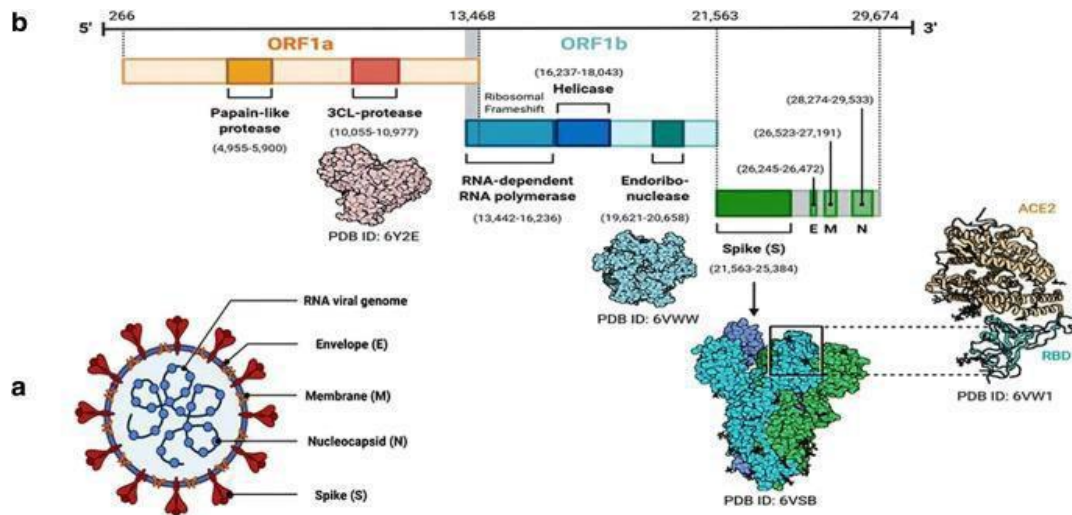 b
266
13,468
21,563
29,674
5'
3'
ORF1a
ORF1b
Papain-like
protease
(4,955-5,900)
3CL-protease
(10,055-10,977)
PDB ID: 6Y2E
Ribosomal
Frameshift
(16,237-18,043)
Helicase
RNA-dependent
RNA polymerase
(13,442-16,236)
Endoribo-
nuclease
(19,621-20,658)
PDB ID: 6VWW
(28,274-29,533)
(26,523-27,191)
(26,245-26,472)
E M N
Spike (S)
(21,563-25,384)
PDB ID: 6VSB
ACE2
RBD
PDB ID: 6VW1
a
RNA viral genome
Envelope (E)
Membrane (M)
Nucleocapsid (N)
Spike (S)